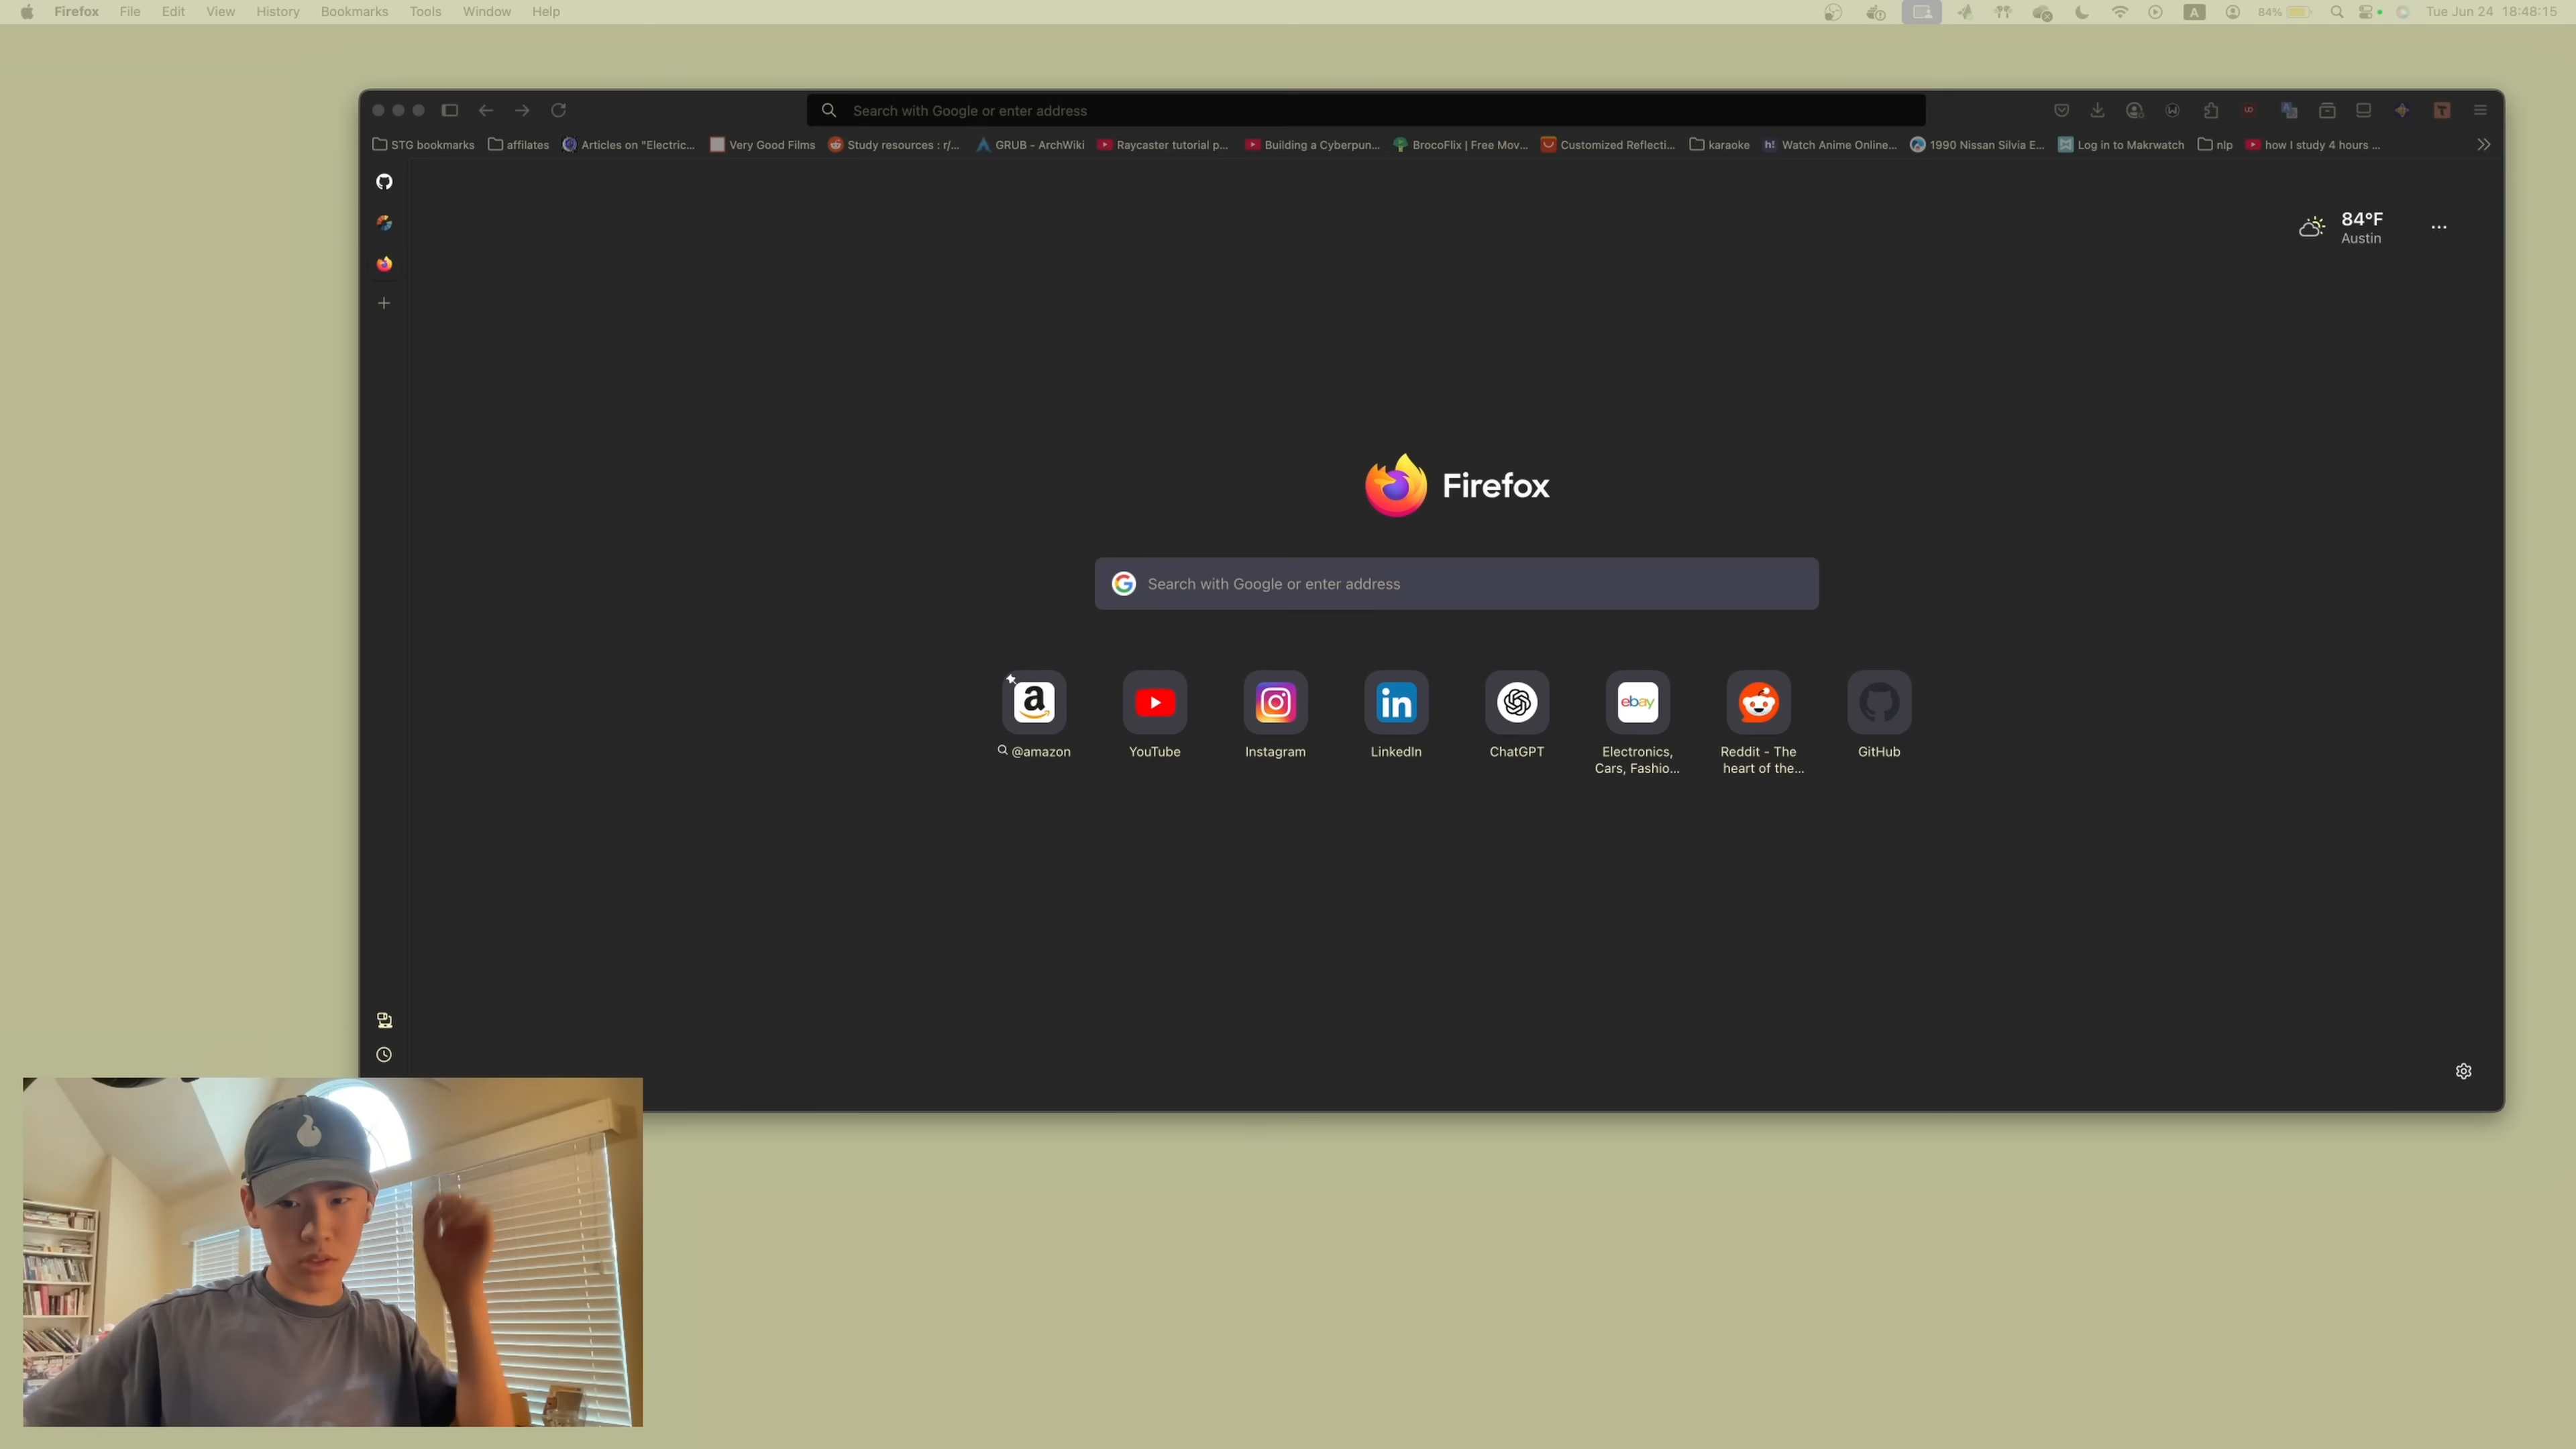 Firefox File Edit View History Bookmarks Tools Window Help
A 84% Tue Jun 24 18:48:15
Search with Google or enter address
STG bookmarks affilates Articles on "Electric... Very Good Films Study resources : r/... GRUB - ArchWiki Raycaster tutorial p... Building a Cyberpun... BrocoFlix | Free Mov... Customized Reflecti... karaoke h! Watch Anime Online... 1990 Nissan Silvia E... Log in to Makrwatch nlp how I study 4 hours ...
84°F
Austin
Firefox
Search with Google or enter address
@amazon YouTube Instagram LinkedIn ChatGPT Electronics, Cars, Fashio... Reddit - The heart of the... GitHub